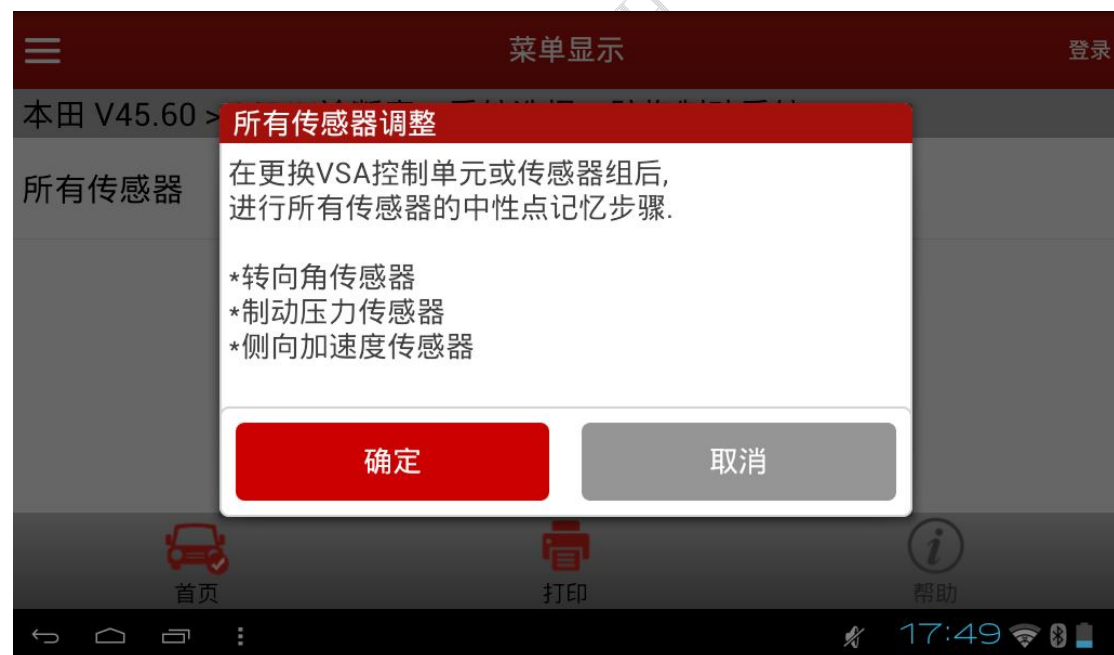 菜单显示
登录
本田 V45.60 >
所有传感器调整
所有传感器
在更换VSA控制单元或传感器组后,
进行所有传感器的中性点记忆步骤.
*转向角传感器
*制动压力传感器
*侧向加速度传感器
确定
取消
首页
打印
帮助
17:49